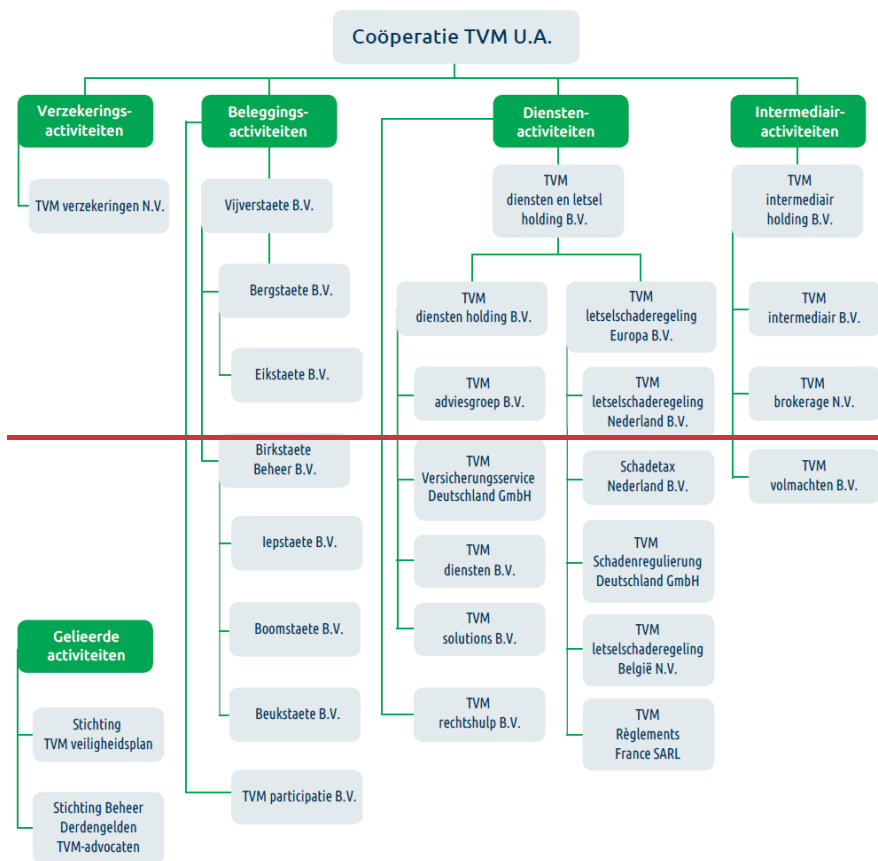 Coöperatie TVM U.A.
Verzekerings-
activiteiten
TVM verzekeringen N.V.
Beleggings-
activiteiten
Vijverstaete B.V.
Bergstaete B.V.
Eikstaete B.V.
Birkstaete
Beheer B.V.
Iepstaete B.V.
Boomstaete B.V.
Beukstaete B.V.
TVM participatie B.V.
Diensten-
activiteiten
TVM
diensten en letsel
holding B.V.
TVM
diensten holding B.V.
TVM
adviesgroep B.V.
TVM
Versicherungsservice
Deutschland GmbH
TVM
diensten B.V.
TVM
solutions B.V.
TVM
rechtshulp B.V.
TVM
letselschaderegeling
Europa B.V.
TVM
letselschaderegeling
Nederland B.V.
Schadetax
Nederland B.V.
TVM
Schadenregulierung
Deutschland GmbH
TVM
letselschaderegeling
België N.V.
TVM
Règlements
France SARL
Intermediair-
activiteiten
TVM
intermediair
holding B.V.
TVM
intermediair B.V.
TVM
brokerage N.V.
TVM
volmachten B.V.
Gelieerde
activiteiten
Stichting
TVM veiligheidsplan
Stichting Beheer
Derdengelden
TVM-advocaten